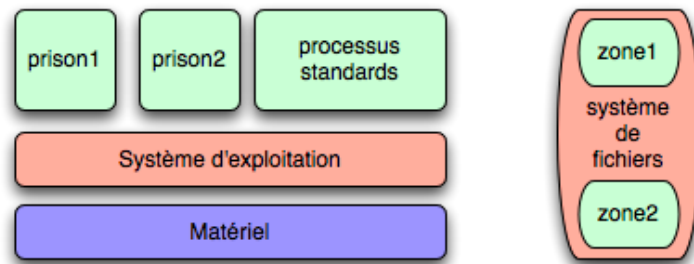 prison1
prison2
processus
standards
Système d'exploitation
Matériel
zone1
système
de
fichiers
zone2